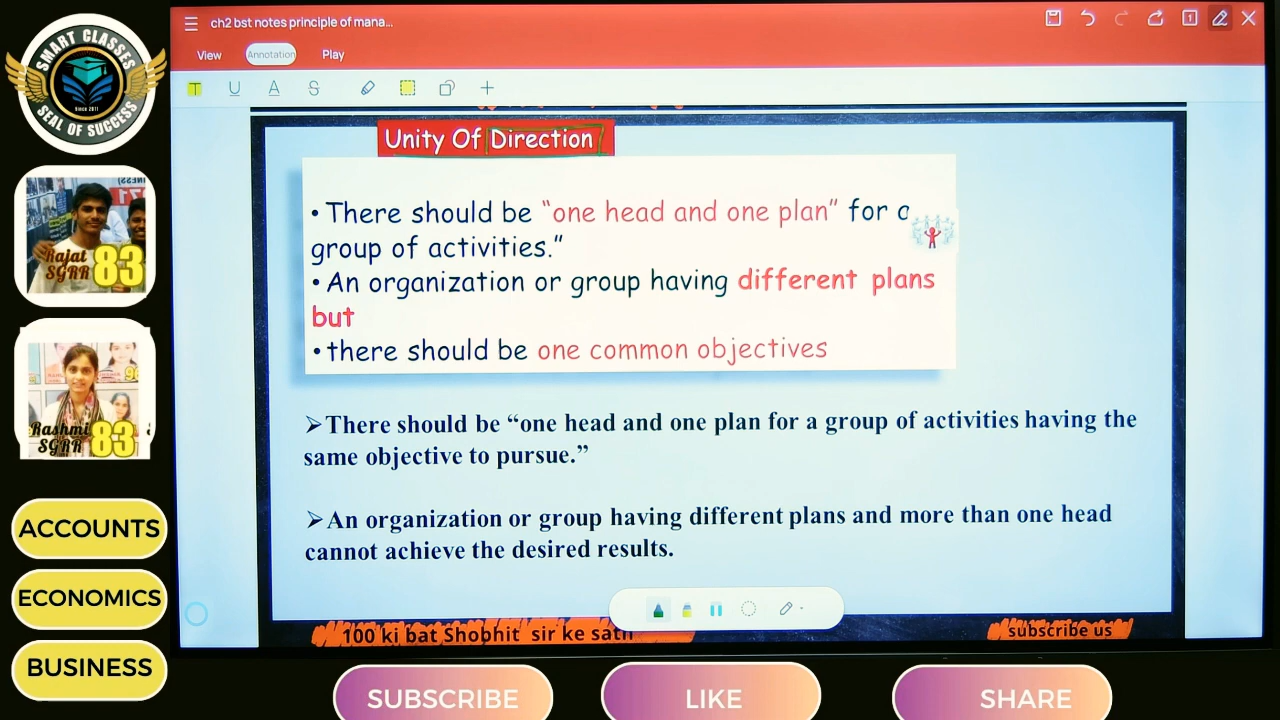 SMART CLASSES
Since 2011
SEAL OF SUCCESS
Rajat
SGRR 83
Rashmi
SGRR 83
ACCOUNTS
ECONOMICS
BUSINESS
ch2 bst notes principle of mana...
1
View Annotation Play
T U A S
Unity Of Direction
• There should be “one head and one plan” for a
group of activities.”
• An organization or group having different plans
but
• there should be one common objectives
➢There should be “one head and one plan for a group of activities having the
same objective to pursue.”
➢An organization or group having different plans and more than one head
cannot achieve the desired results.
100 ki bat Shobhit sir ke sath
subscribe us
SUBSCRIBE
LIKE
SHARE